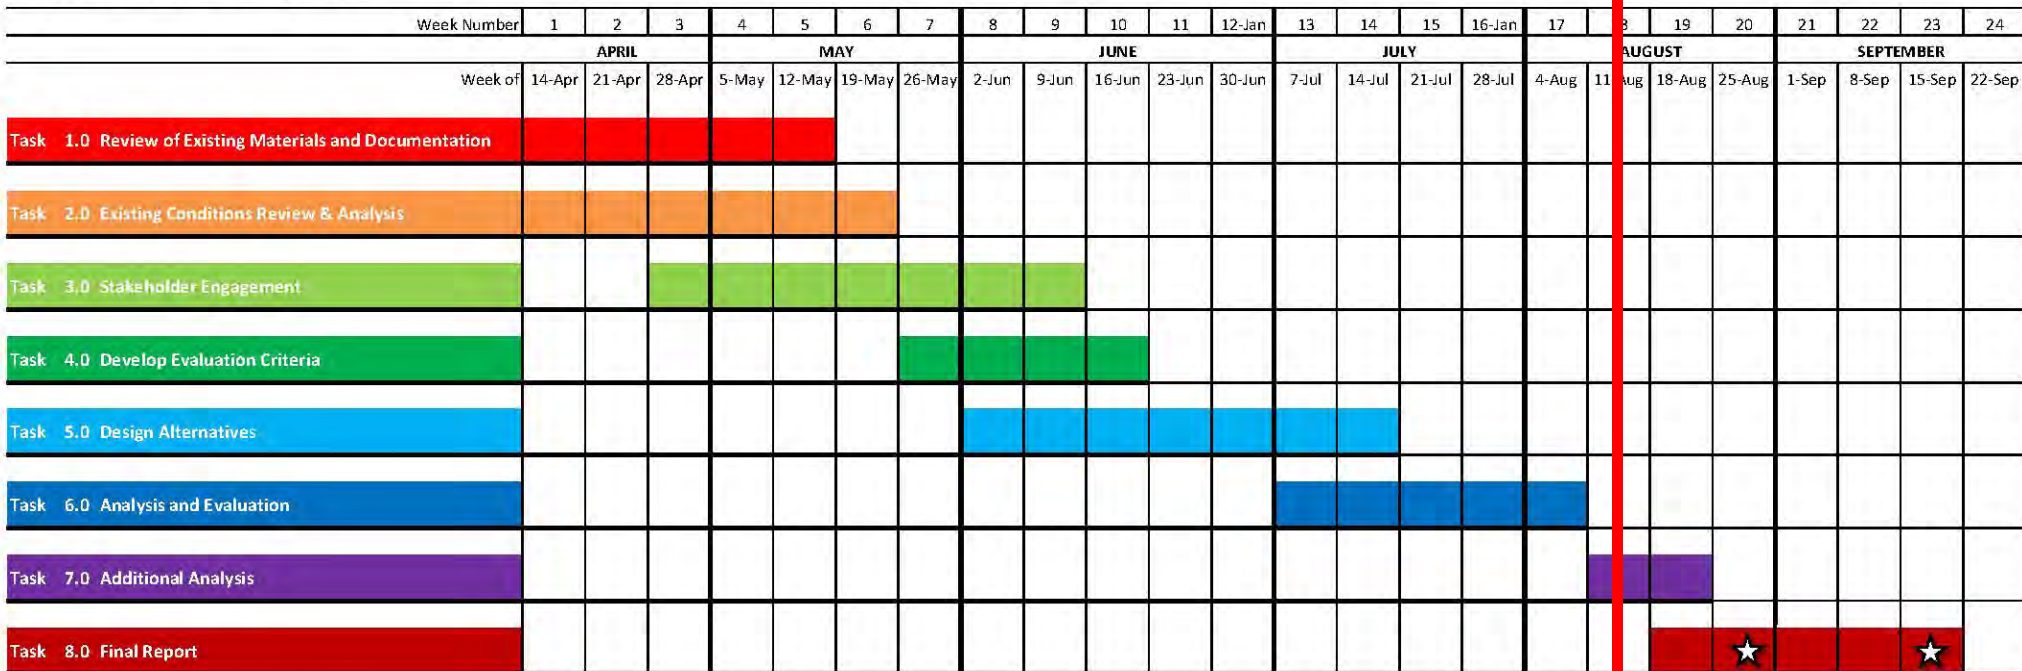 Week Number 1 2 3 4 5 6 7 8 9 10 11 12-Jan 13 14 15 16-Jan 17 8 19 20 21 22 23 24
APRIL MAY JUNE JULY AUGUST SEPTEMBER
Week of 14-Apr 21-Apr 28-Apr 5-May 12-May 19-May 26-May 2-Jun 9-Jun 16-Jun 23-Jun 30-Jun 7-Jul 14-Jul 21-Jul 28-Jul 4-Aug 11-Aug 18-Aug 25-Aug 1-Sep 8-Sep 15-Sep 22-Sep
Task 1.0 Review of Existing Materials and Documentation
Task 2.0 Existing Conditions Review & Analysis
Task 3.0 Stakeholder Engagement
Task 4.0 Develop Evaluation Criteria
Task 5.0 Design Alternatives
Task 6.0 Analysis and Evaluation
Task 7.0 Additional Analysis
Task 8.0 Final Report